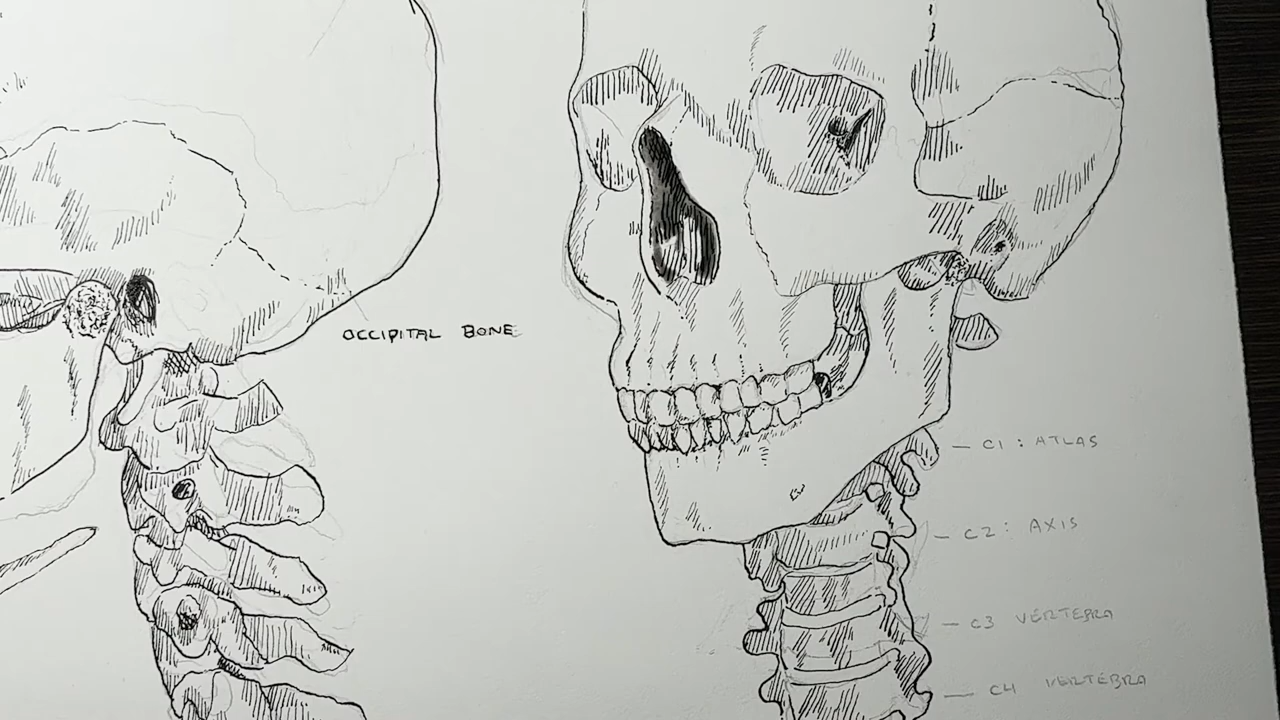 OCCIPITAL BONE
— C1 : ATLAS
— C2 : AXIS
— C3 VERTEBRA
— C4 VERTEBRA